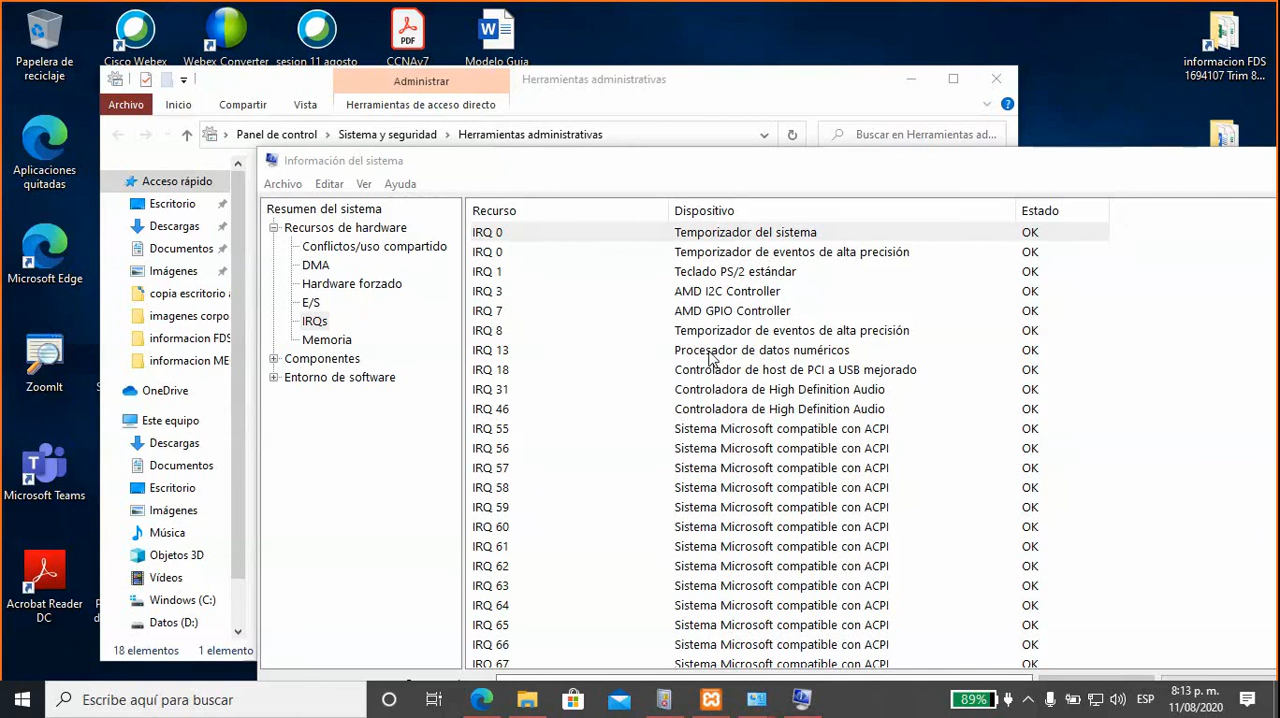 Papelera de
reciclaje
Cisco Webex
Webex Converter
sesion 11 agosto
PDF
CCNAv7
Modelo Guia
informacion FDS
1694107 Trim 8...
Aplicaciones
quitadas
Microsoft Edge
ZoomIt
Microsoft Teams
Acrobat Reader
DC
Administrar
Herramientas administrativas
Archivo
Inicio
Compartir
Vista
Herramientas de acceso directo
Panel de control > Sistema y seguridad > Herramientas administrativas
Buscar en Herramientas ad...
Acceso rápido
Escritorio
Descargas
Documentos
Imágenes
copia escritorio a
imagenes corpo
informacion FDS
informacion ME
OneDrive
Este equipo
Descargas
Documentos
Escritorio
Imágenes
Música
Objetos 3D
Vídeos
Windows (C:)
Datos (D:)
18 elementos
1 elemento
Información del sistema
Archivo Editar Ver Ayuda
Resumen del sistema
Recursos de hardware
Conflictos/uso compartido
DMA
Hardware forzado
E/S
IRQs
Memoria
Componentes
Entorno de software
Recurso Dispositivo Estado
IRQ 0 Temporizador del sistema OK
IRQ 0 Temporizador de eventos de alta precisión OK
IRQ 1 Teclado PS/2 estándar OK
IRQ 3 AMD I2C Controller OK
IRQ 7 AMD GPIO Controller OK
IRQ 8 Temporizador de eventos de alta precisión OK
IRQ 13 Procesador de datos numéricos OK
IRQ 18 Controlador de host de PCI a USB mejorado OK
IRQ 31 Controladora de High Definition Audio OK
IRQ 46 Controladora de High Definition Audio OK
IRQ 55 Sistema Microsoft compatible con ACPI OK
IRQ 56 Sistema Microsoft compatible con ACPI OK
IRQ 57 Sistema Microsoft compatible con ACPI OK
IRQ 58 Sistema Microsoft compatible con ACPI OK
IRQ 59 Sistema Microsoft compatible con ACPI OK
IRQ 60 Sistema Microsoft compatible con ACPI OK
IRQ 61 Sistema Microsoft compatible con ACPI OK
IRQ 62 Sistema Microsoft compatible con ACPI OK
IRQ 63 Sistema Microsoft compatible con ACPI OK
IRQ 64 Sistema Microsoft compatible con ACPI OK
IRQ 65 Sistema Microsoft compatible con ACPI OK
IRQ 66 Sistema Microsoft compatible con ACPI OK
IRQ 67 Sistema Microsoft compatible con ACPI OK
Escribe aquí para buscar
89%
ESP
8:13 p. m.
11/08/2020